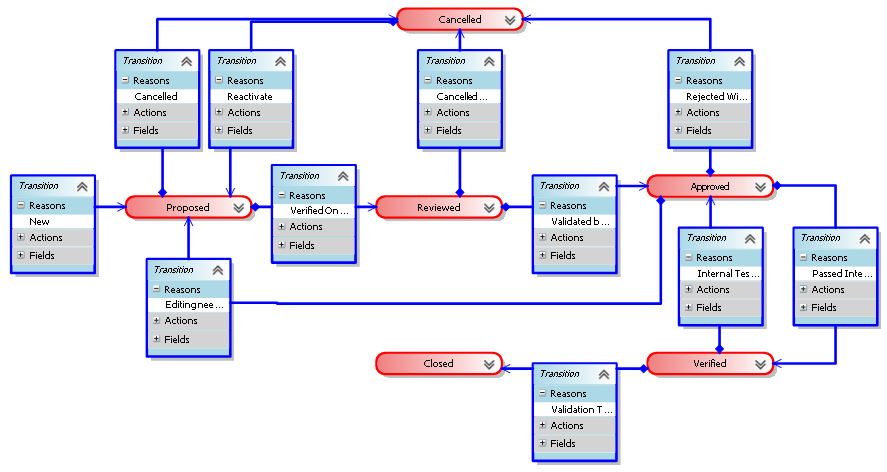 Cancelled
Transition
Reasons
Cancelled
Actions
Fields
Transition
Reasons
Reactivate
Actions
Fields
Transition
Reasons
Cancelled ...
Actions
Fields
Transition
Reasons
Rejected Wi...
Actions
Fields
Transition
Reasons
New
Actions
Fields
Proposed
Transition
Reasons
Verified On ...
Actions
Fields
Reviewed
Transition
Reasons
Validated b...
Actions
Fields
Approved
Transition
Reasons
Editing nee...
Actions
Fields
Transition
Reasons
Internal Tes...
Actions
Fields
Transition
Reasons
Passed Inte...
Actions
Fields
Closed
Transition
Reasons
Validation T...
Actions
Fields
Verified